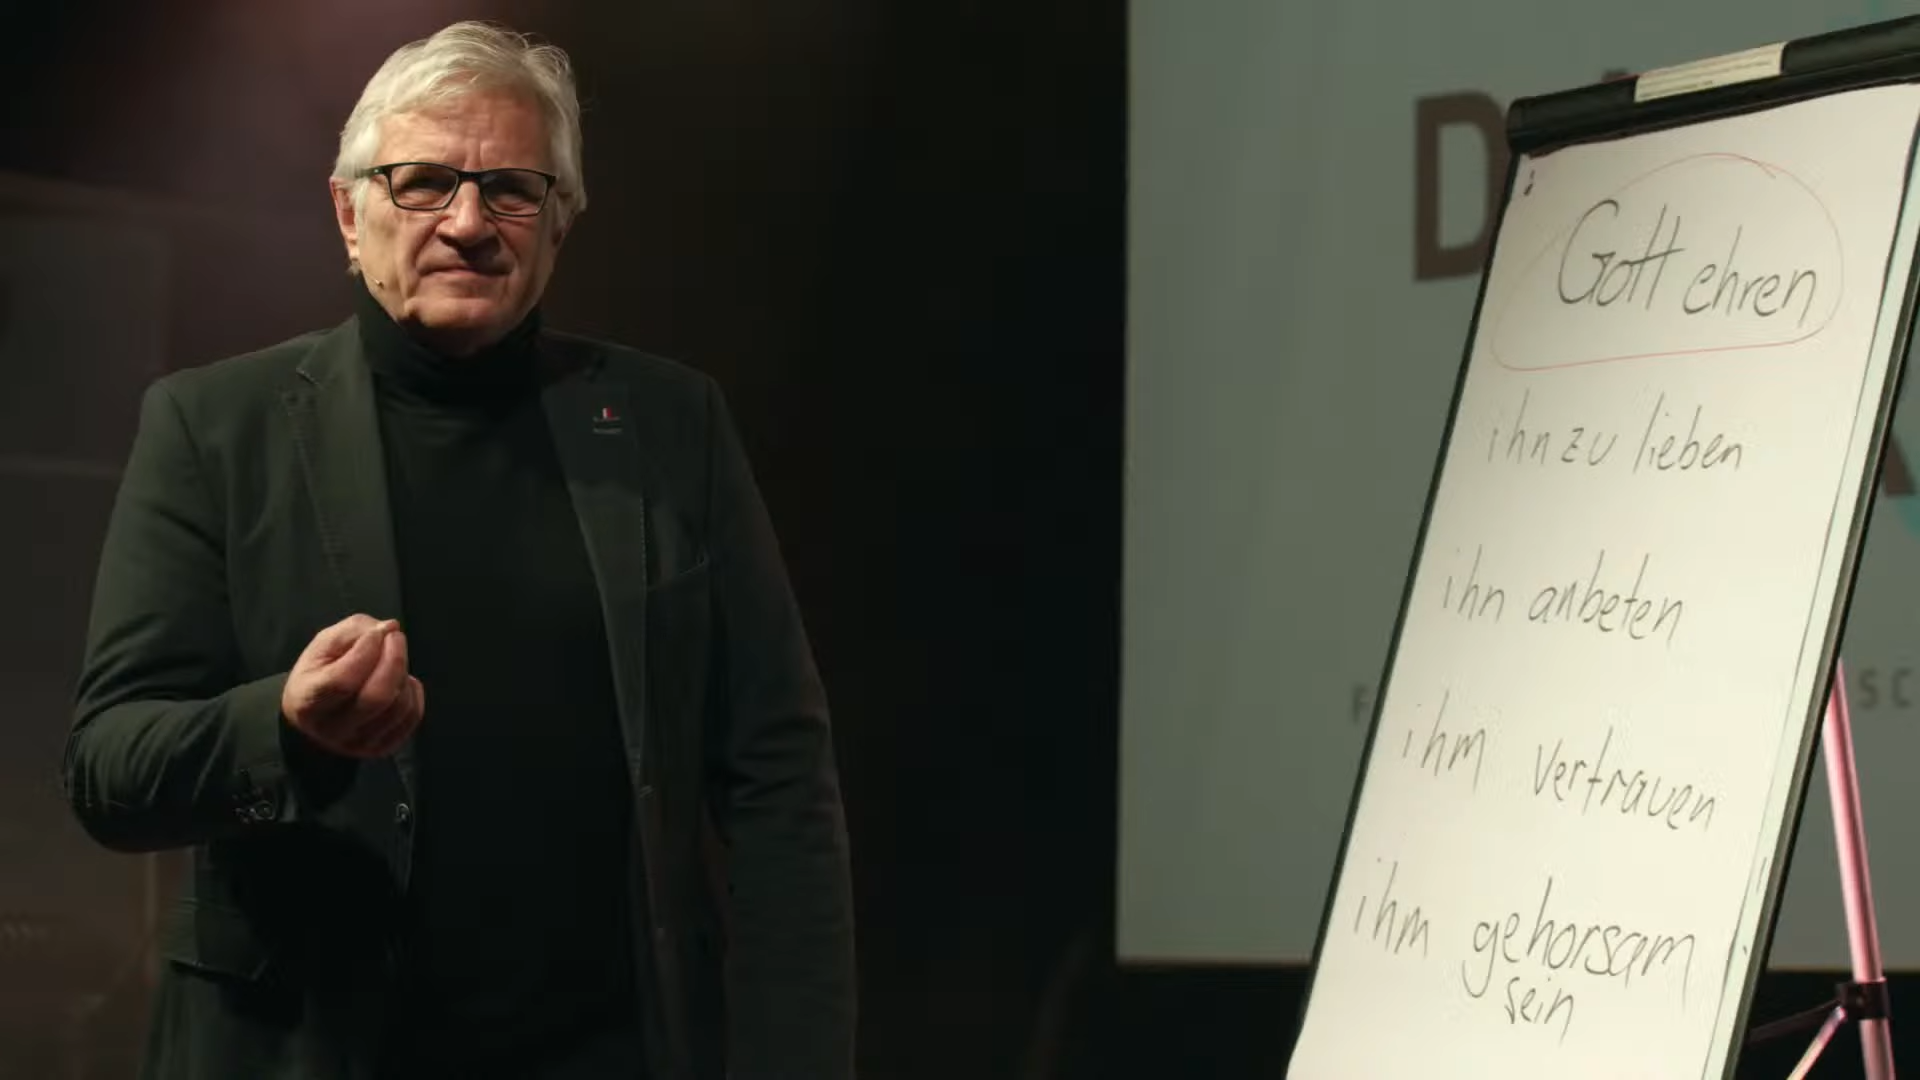 Gott ehren
ihn zu lieben
ihn anbeten
ihm vertrauen
ihm gehorsam
sein